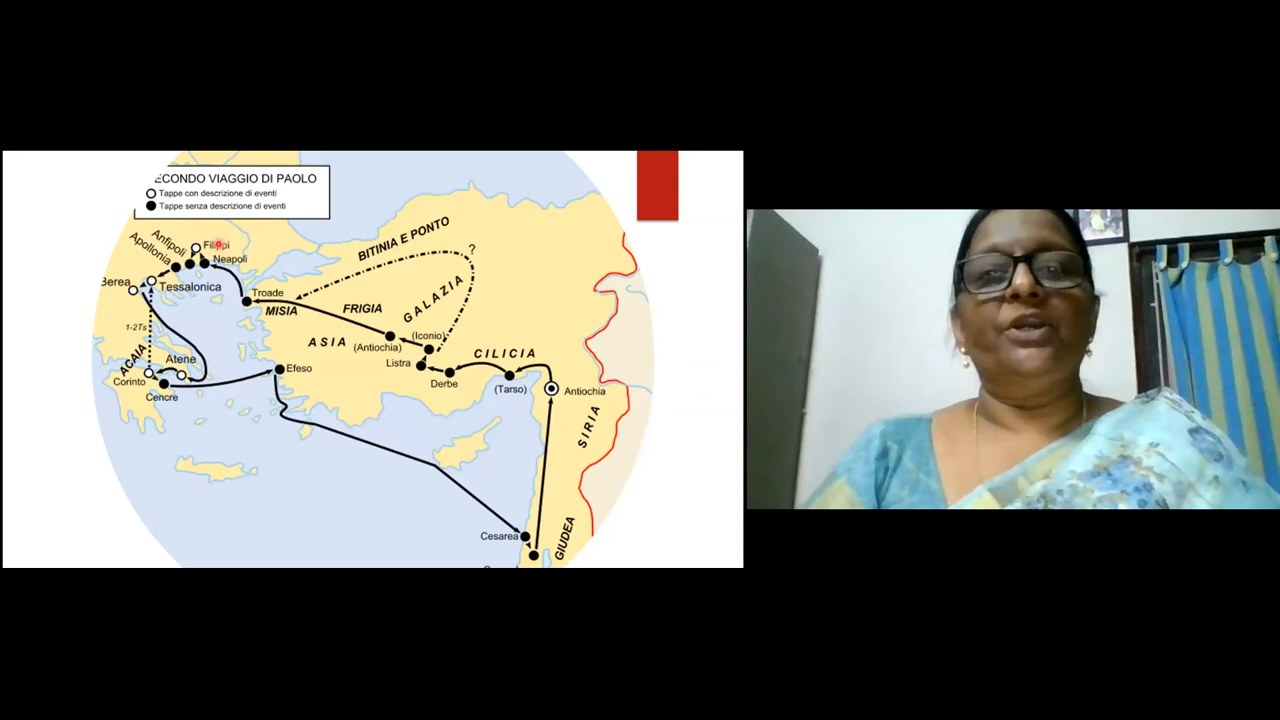 ECONDO VIAGGIO DI PAOLO
Tappe con descrizione di eventi
Tappe senza descrizione di eventi
BITINIA E PONTO
?
Filippi
Anfipoli
Apollonia
Neapoli
Berea
Tessalonica
Troade
MISIA
FRIGIA
GALAZIA
1-2Ts
ASIA
(Antiochia)
(Iconio)
Listra
CILICIA
ACAIA
Atene
Corinto
Cencre
Efeso
Derbe
(Tarso)
Antiochia
SIRIA
Cesarea
GIUDEA